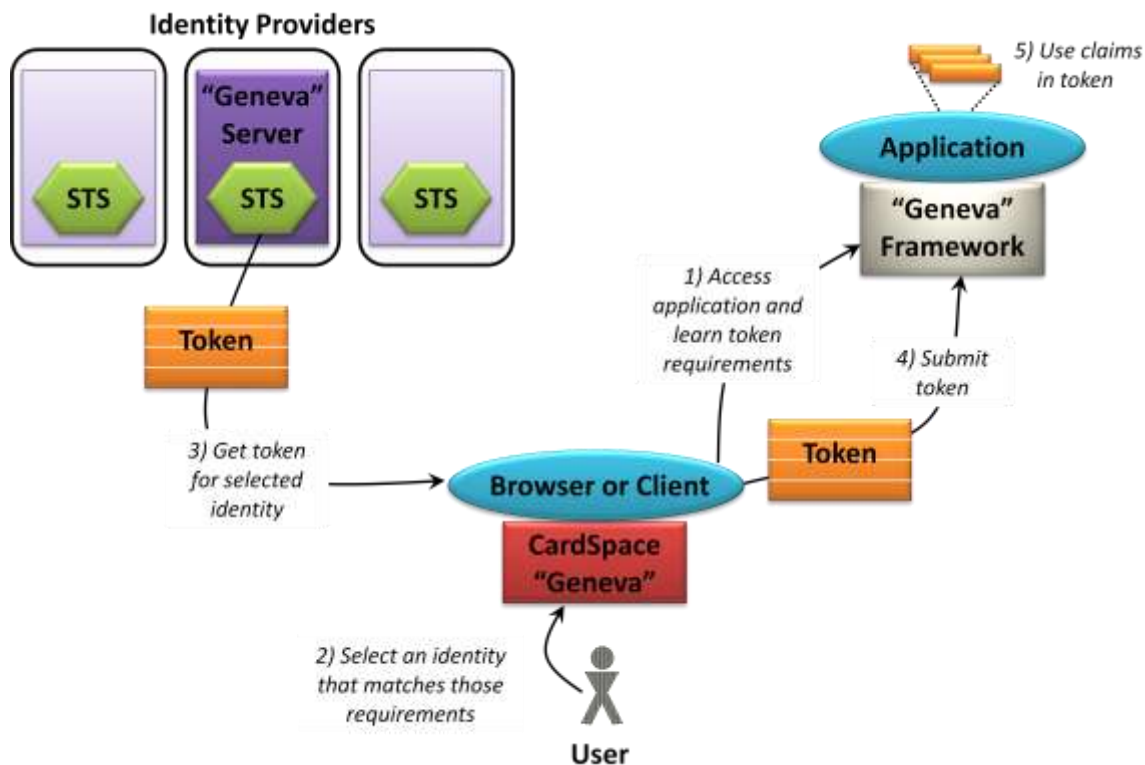 Identity Providers
“Geneva”
Server
STS
STS
STS
Token
3) Get token
for selected
identity
5) Use claims
in token
Application
“Geneva”
Framework
1) Access
application and
learn token
requirements
4) Submit
token
Token
Browser or Client
CardSpace
“Geneva”
2) Select an identity
that matches those
requirements
User